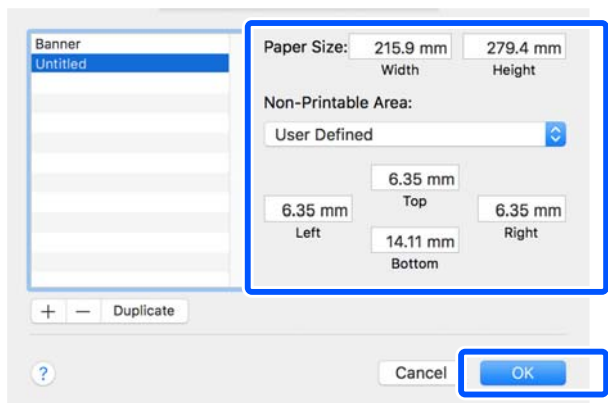 Banner
Untitled
Paper Size: 215.9 mm 279.4 mm
Width Height
Non-Printable Area:
User Defined
6.35 mm
Top
6.35 mm 6.35 mm
Left Right
14.11 mm
Bottom
+ − Duplicate
? Cancel OK